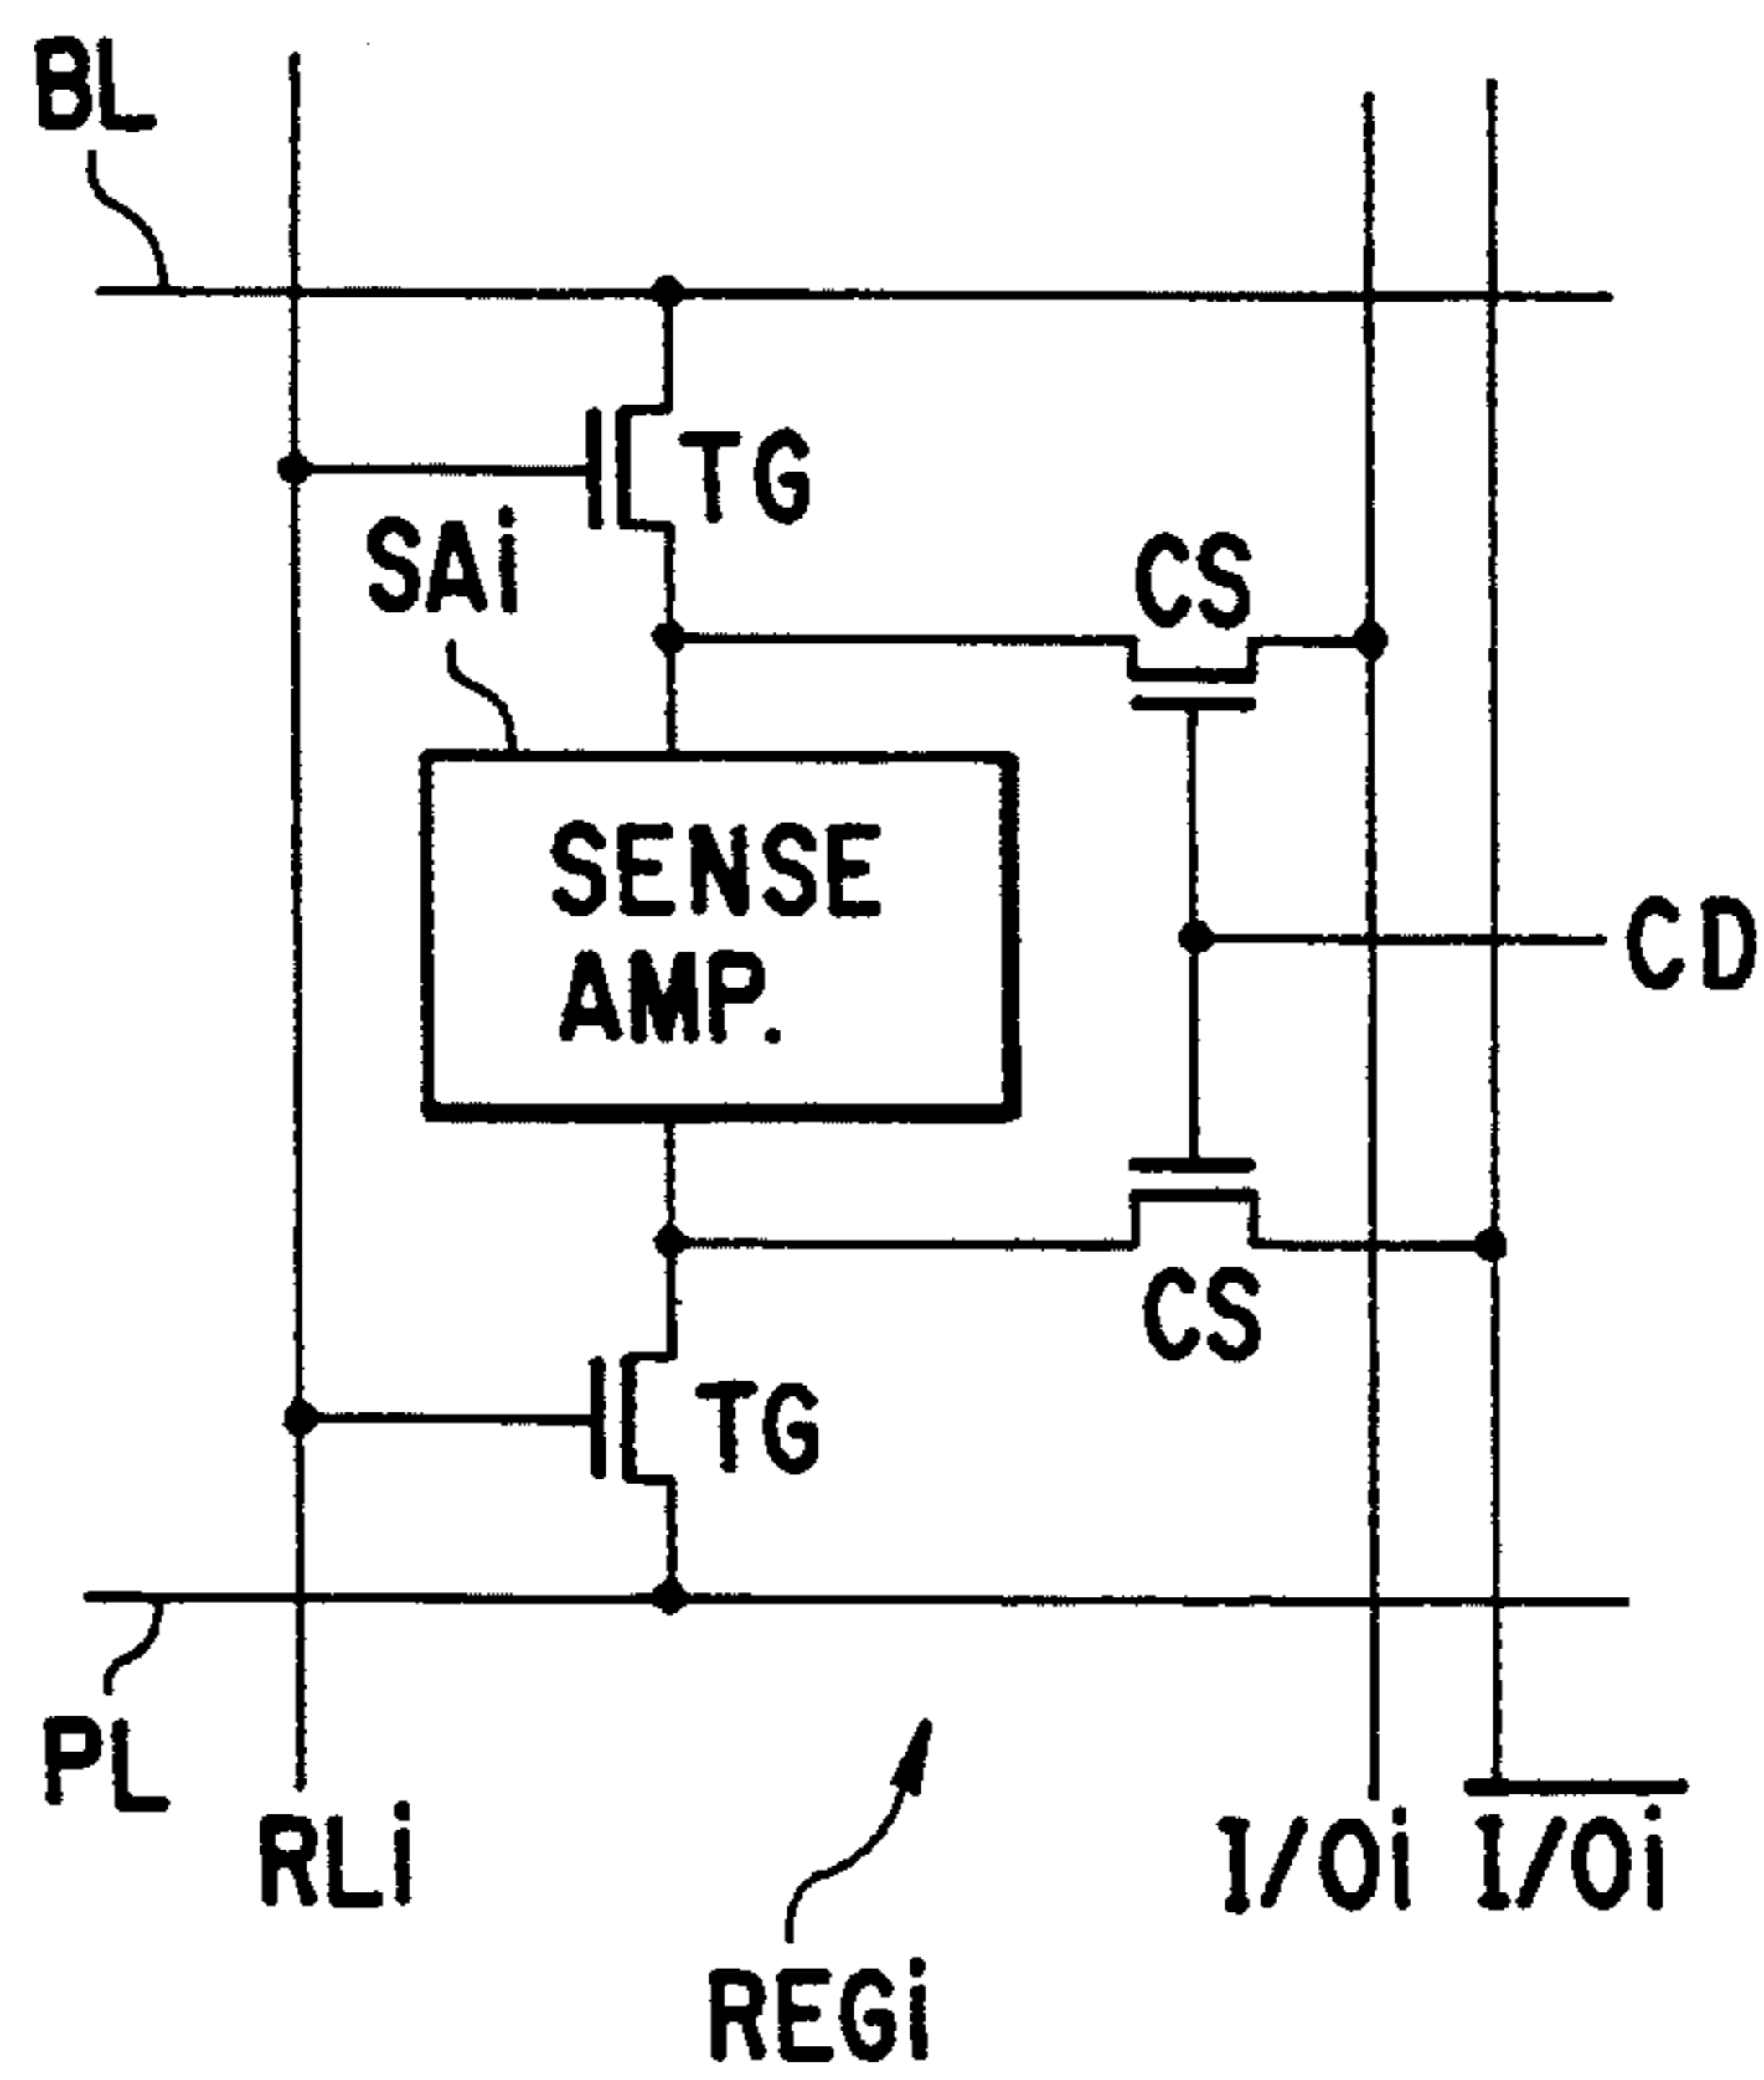 BL
TG
SAi
CS
SENSE
AMP.
CD
CS
TG
PL
RLi
I/Oi
I/Oi
REGi